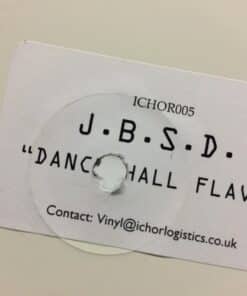 ICHOR005
J.B.S.D.
"DANC HALL FLAV
Contact: Vinyl@ichorlogistics.co.uk